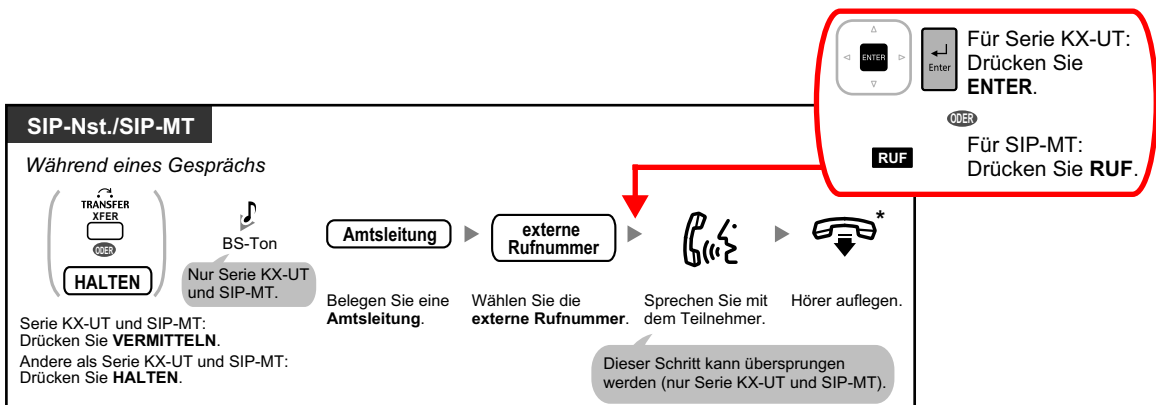 ENTER
Enter
Für Serie KX-UT:
Drücken Sie
ENTER.
ODER
RUF
Für SIP-MT:
Drücken Sie RUF.
SIP-Nst./SIP-MT
Während eines Gesprächs
TRANSFER
XFER
ODER
HALTEN
BS-Ton
Nur Serie KX-UT
und SIP-MT.
Serie KX-UT und SIP-MT:
Drücken Sie VERMITTELN.
Andere als Serie KX-UT und SIP-MT:
Drücken Sie HALTEN.
Amtsleitung
Belegen Sie eine
Amtsleitung.
externe
Rufnummer
Wählen Sie die
externe Rufnummer.
Sprechen Sie mit
dem Teilnehmer.
Dieser Schritt kann übersprungen
werden (nur Serie KX-UT und SIP-MT).
*
Hörer auflegen.